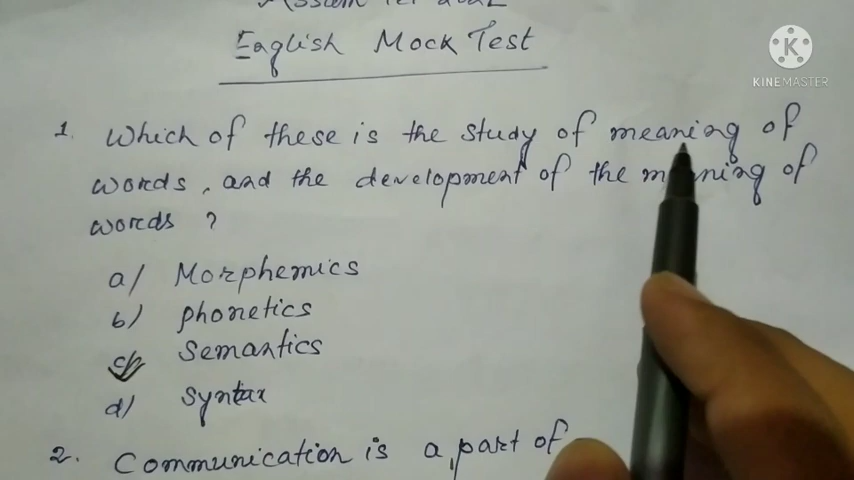 English Mock Test
K
KINEMASTER
1. Which of these is the study of meaning of
words, and the development of the meaning of
words ?
a/ Morphemics
b) phonetics
c) Semantics
d) Syntax
2. Communication is a part of